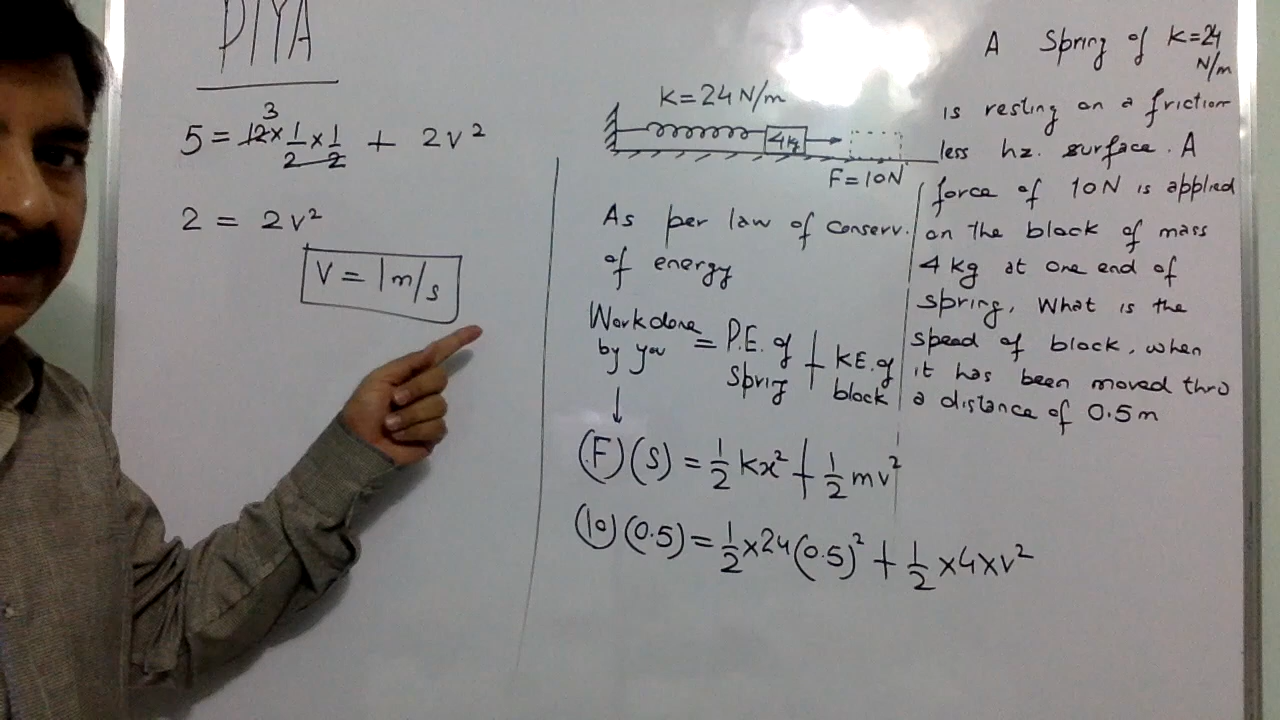 PIYA
3
5 = 12 × 1/2 × 1/2 + 2v²
2 = 2v²
V = 1m/s
K = 24 N/m
4kg
F = 10N
As per law of conserv.
of energy
Workdone by you = P.E. of Sprig + KE. of block
(F)(S) = 1/2 kx² + 1/2 mv²
(10)(0.5) = 1/2 × 24 (0.5)² + 1/2 × 4 × v²
A Spring of K = 24
N/m
is resting on a friction
less hz. surface. A
force of 10N is applied
on the block of mass
4 kg at one end of
spring, What is the
speed of block, when
it has been moved thro
a distance of 0.5 m